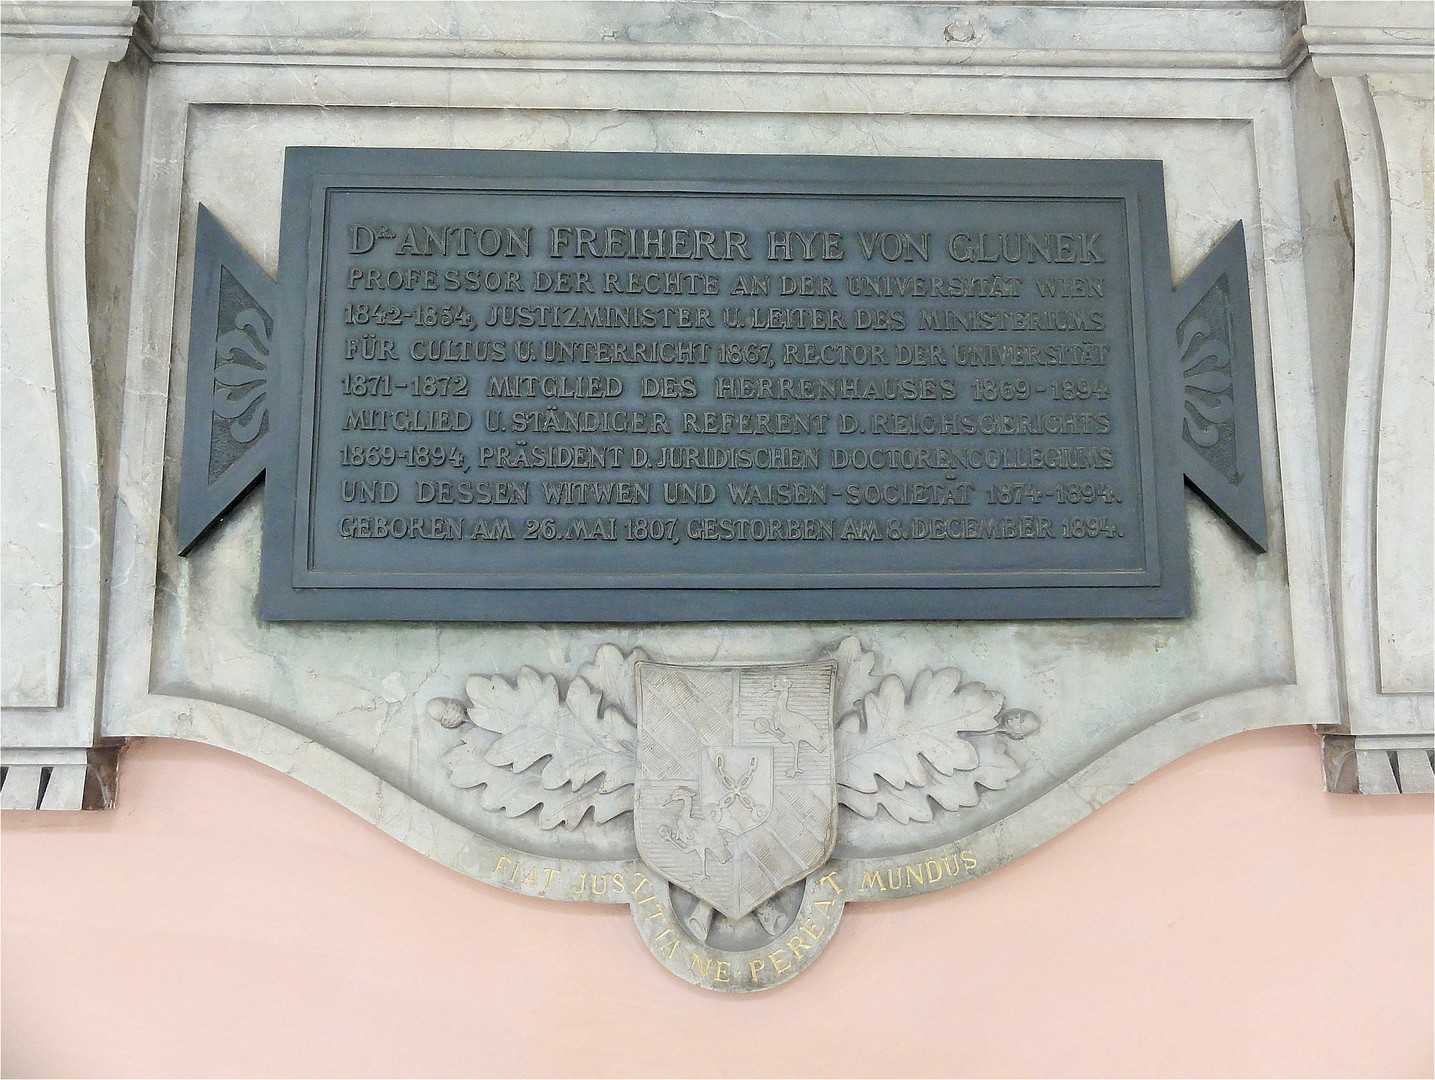 DR. ANTON FREIHERR HYE VON GLUNEK
PROFESSOR DER RECHTE AN DER UNIVERSITÄT WIEN
1842-1854, JUSTIZMINISTER U. LEITER DES MINISTERIUMS
FÜR CULTUS U. UNTERRICHT 1867, RECTOR DER UNIVERSITÄT
1871-1872 MITGLIED DES HERRENHAUSES 1869-1894
MITGLIED U. STÄNDIGER REFERENT D. REICHSGERICHTS
1869-1894, PRÄSIDENT D. JURIDISCHEN DOCTORENCOLLEGIUMS
UND DESSEN WITWEN UND WAISEN-SOCIETÄT 1874-1894.
GEBOREN AM 26. MAI 1807, GESTORBEN AM 8. DECEMBER 1894.
FIAT JUSTITIA NE PEREAT MUNDUS